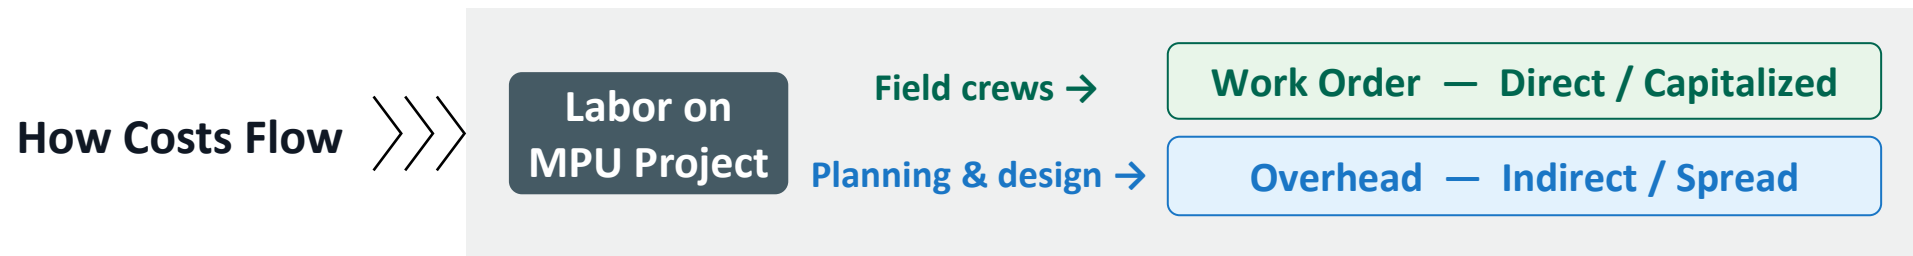 How Costs Flow
Labor on
MPU Project
Field crews →
Work Order — Direct / Capitalized
Planning & design →
Overhead — Indirect / Spread